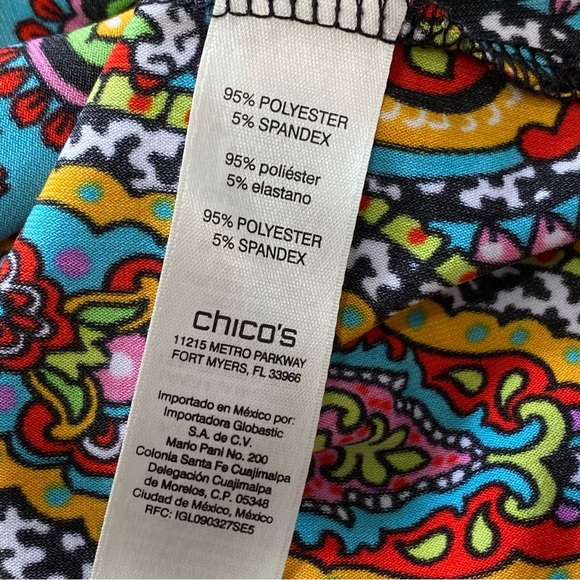 95% POLYESTER
5% SPANDEX
95% poliéster
5% elastano
95% POLYESTER
5% SPANDEX
chico's
11215 METRO PARKWAY
FORT MYERS, FL 33966
Importado en México por:
Importadora Globastic
S.A. de C.V.
Mario Pani No. 200
Colonia Santa Fe Cuajimalpa
Delegación Cuajimalpa
de Morelos, C.P. 05348
Ciudad de México, México
RFC: IGL090327SE5